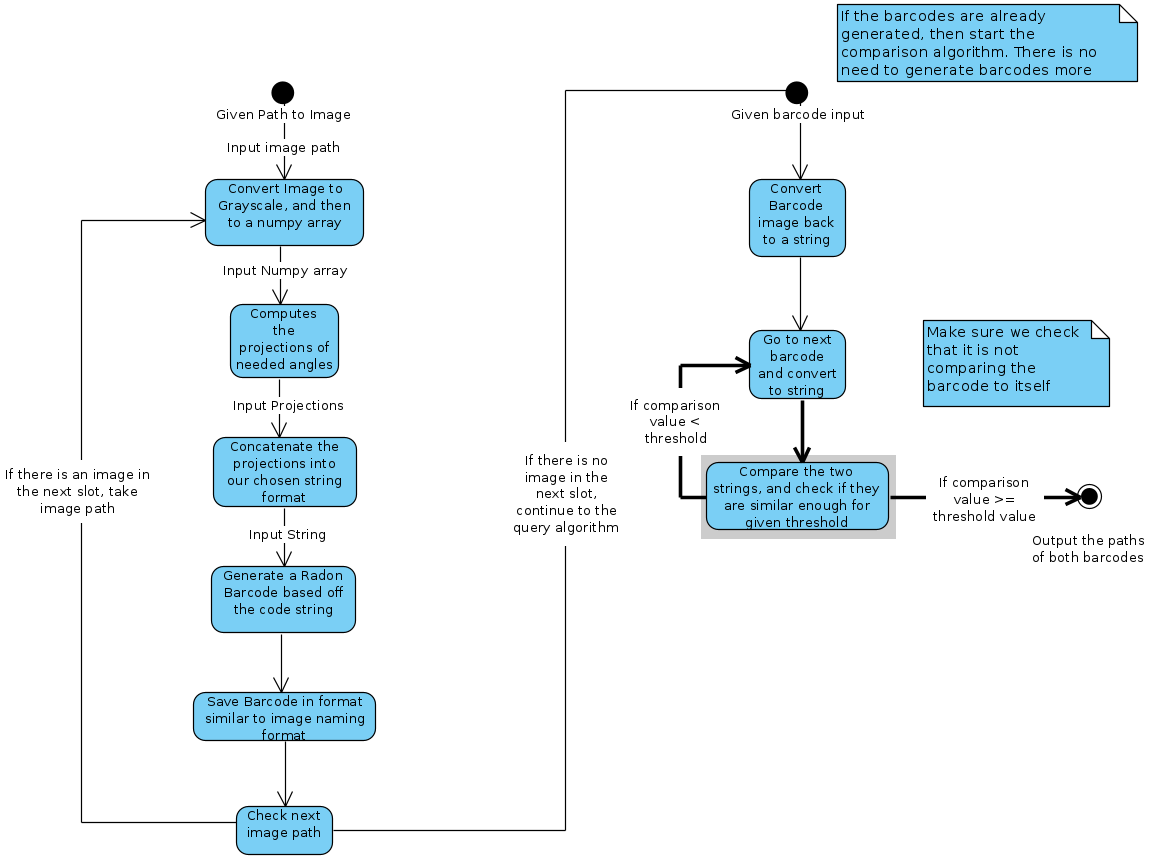 If the barcodes are already
generated, then start the
comparison algorithm. There is no
need to generate barcodes more
Given Path to Image
Input image path
Convert Image to
Grayscale, and then
to a numpy array
Input Numpy array
Computes
the
projections of
needed angles
Input Projections
Concatenate the
projections into
our chosen string
format
Input String
Generate a Radon
Barcode based off
the code string
Save Barcode in format
similar to image naming
format
Check next
image path
If there is an image in
the next slot, take
image path
If there is no
image in the
next slot,
continue to the
query algorithm
Given barcode input
Convert
Barcode
image back
to a string
Go to next
barcode
and convert
to string
If comparison
value <
threshold
Compare the two
strings, and check if they
are similar enough for
given threshold
If comparison
value >=
threshold value
Output the paths
of both barcodes
Make sure we check
that it is not
comparing the
barcode to itself